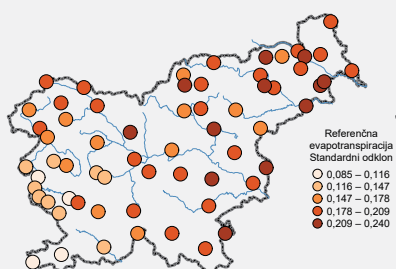 Referenčna
evapotranspiracija
Standardni odklon
0,085 – 0,116
0,116 – 0,147
0,147 – 0,178
0,178 – 0,209
0,209 – 0,240